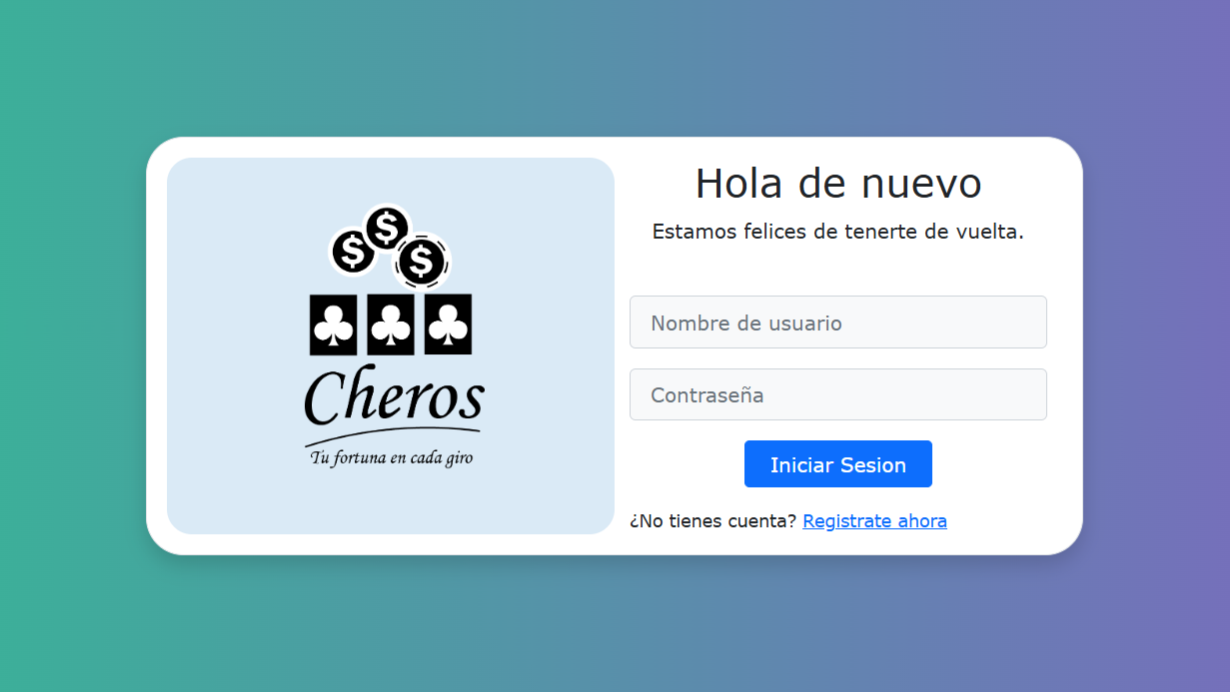 Cheros
Tu fortuna en cada giro
Hola de nuevo
Estamos felices de tenerte de vuelta.
Nombre de usuario
Contraseña
Iniciar Sesion
¿No tienes cuenta? Registrate ahora